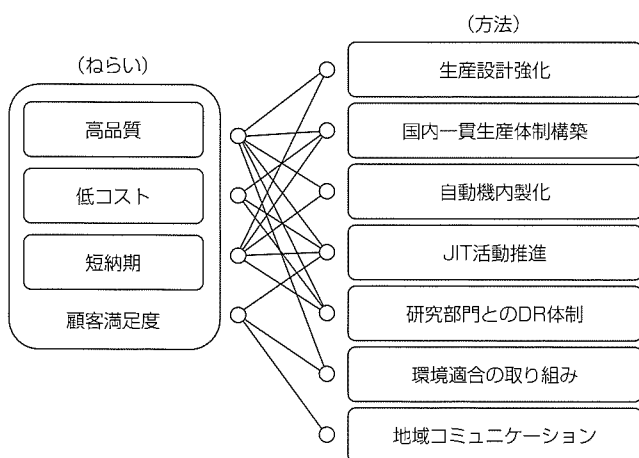 (ねらい)
高品質
低コスト
短納期
顧客満足度
(方法)
生産設計強化
国内一貫生産体制構築
自動機内製化
JIT活動推進
研究部門とのDR体制
環境適合の取り組み
地域コミュニケーション